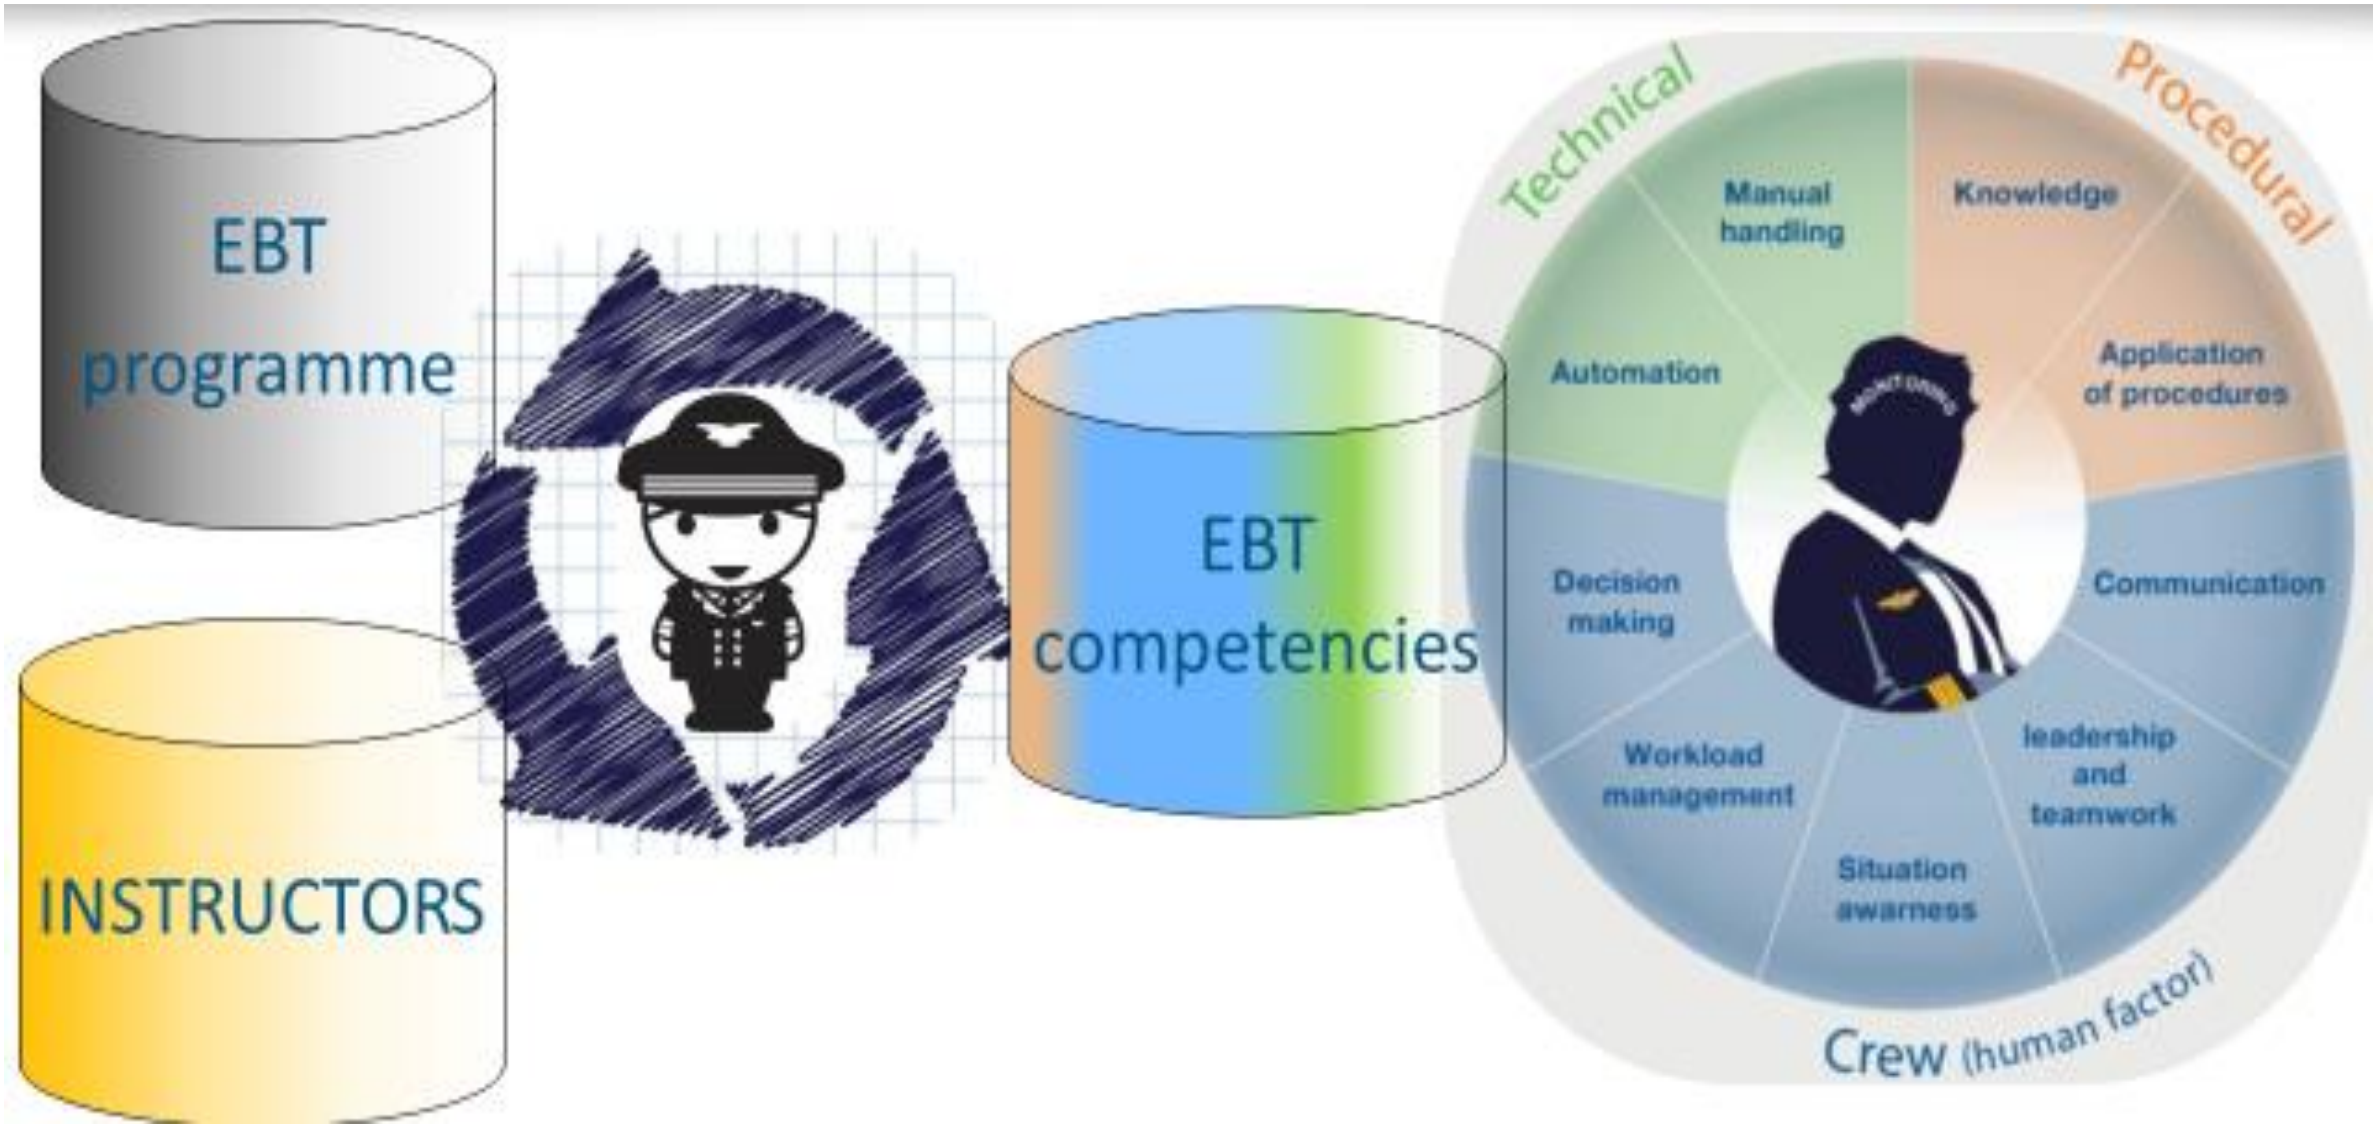 EBT
programme
INSTRUCTORS
EBT
competencies
Technical
Procedural
Manual
handling
Knowledge
Automation
Application
of procedures
MONITORING
Decision
making
Communication
Workload
management
leadership
and
teamwork
Situation
awarness
Crew (human factor)